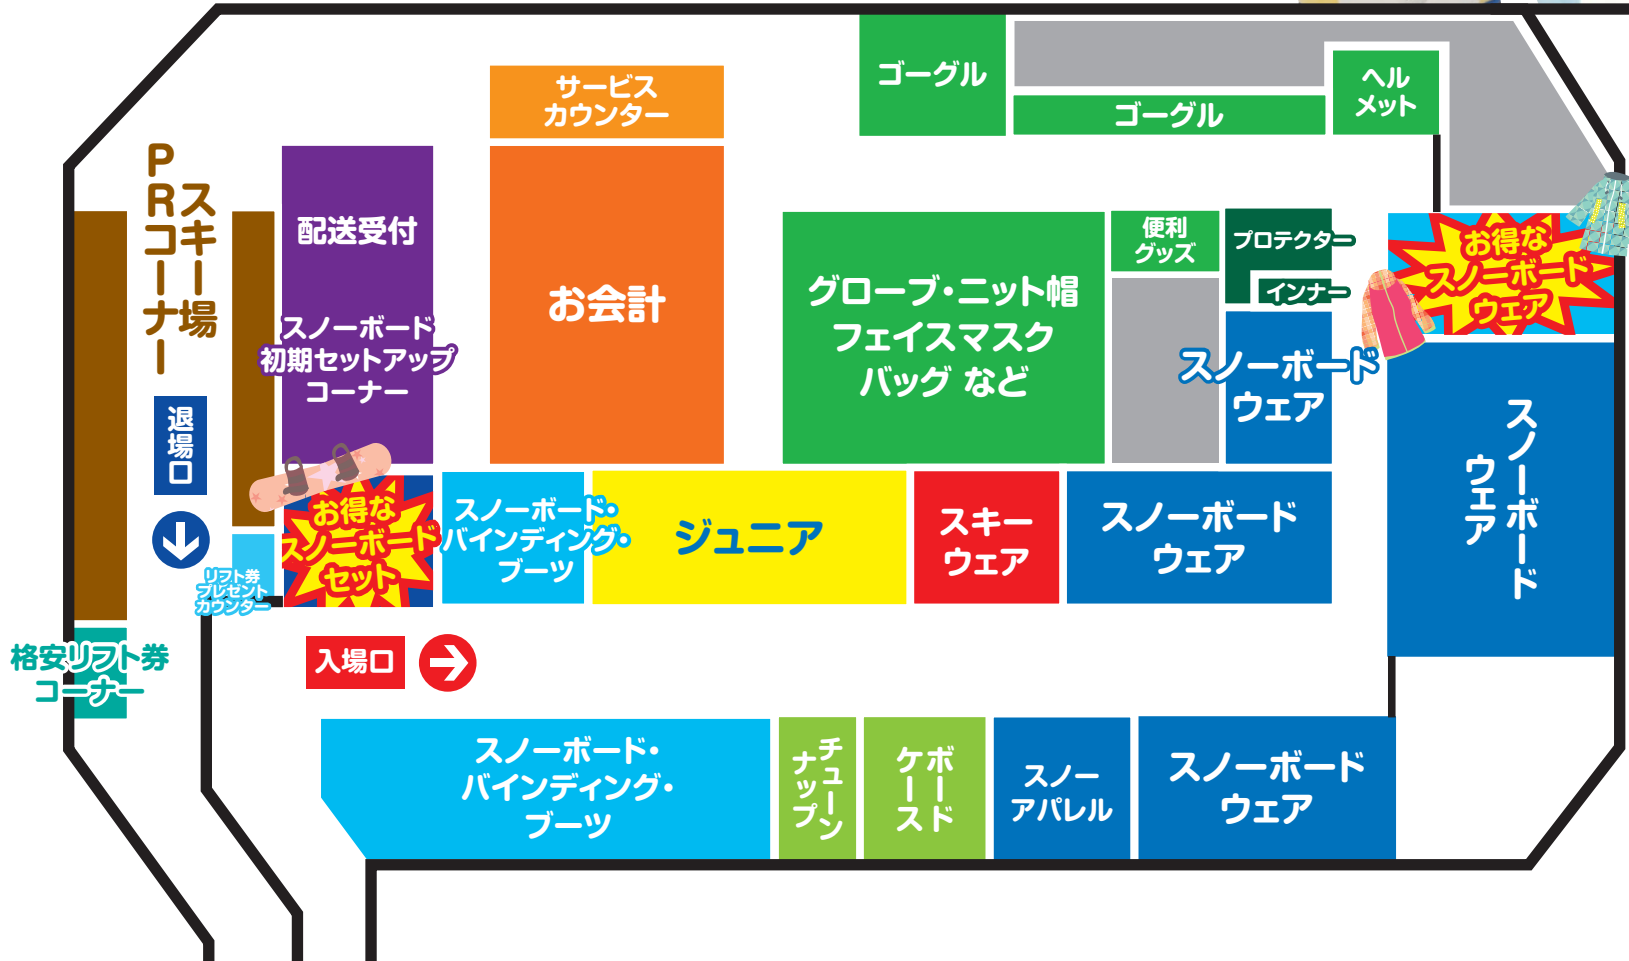 ゴーグル
ゴーグル
ヘル
メット
サービス
カウンター
スキー場
PRコーナー
配送受付
スノーボード
初期セットアップ
コーナー
お会計
グローブ・ニット帽
フェイスマスク
バッグ など
便利
グッズ
プロテクター
インナー
スノーボード
ウェア
お得な
スノーボード
ウェア
スノーボード
ウェア
退場口
お得な
スノーボード
セット
スノーボード・
バインディング・
ブーツ
ジュニア
スキー
ウェア
スノーボード
ウェア
リフト券
プレゼント
カウンター
格安リフト券
コーナー
入場口
スノーボード・
バインディング・
ブーツ
チューン
ナップ
ボード
ケース
スノー
アパレル
スノーボード
ウェア